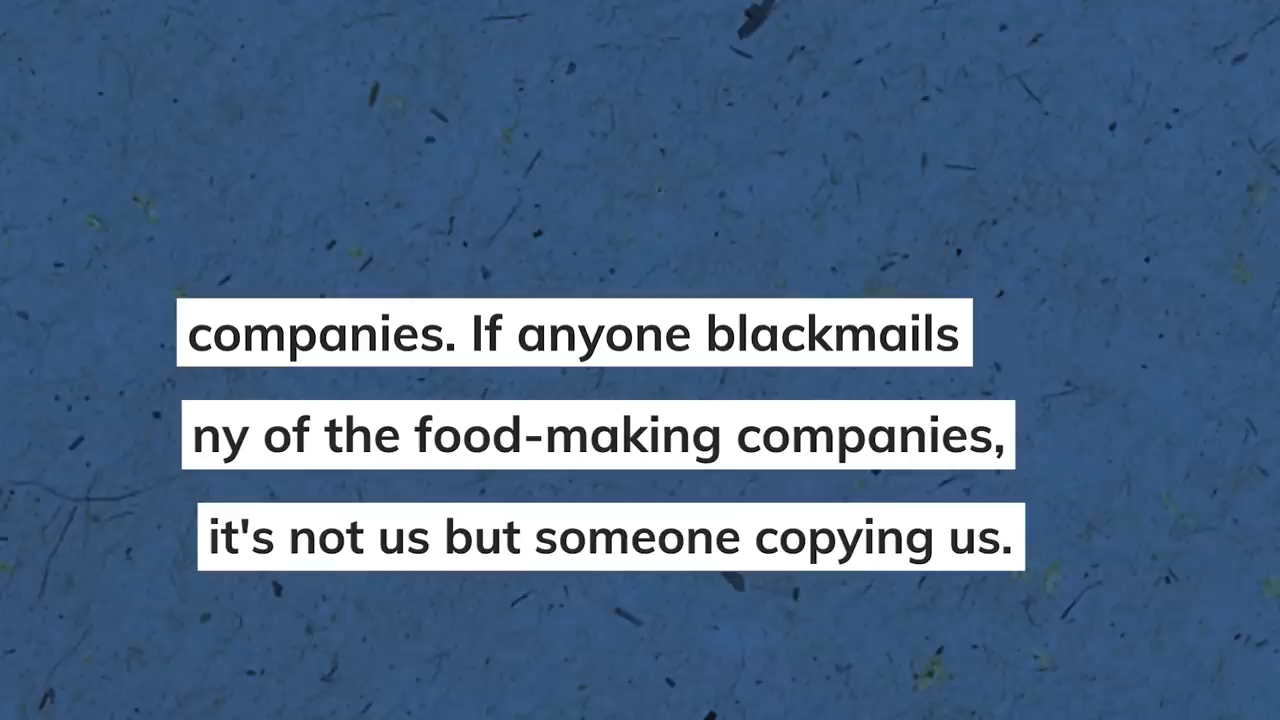 companies. If anyone blackmails
ny of the food-making companies,
it's not us but someone copying us.